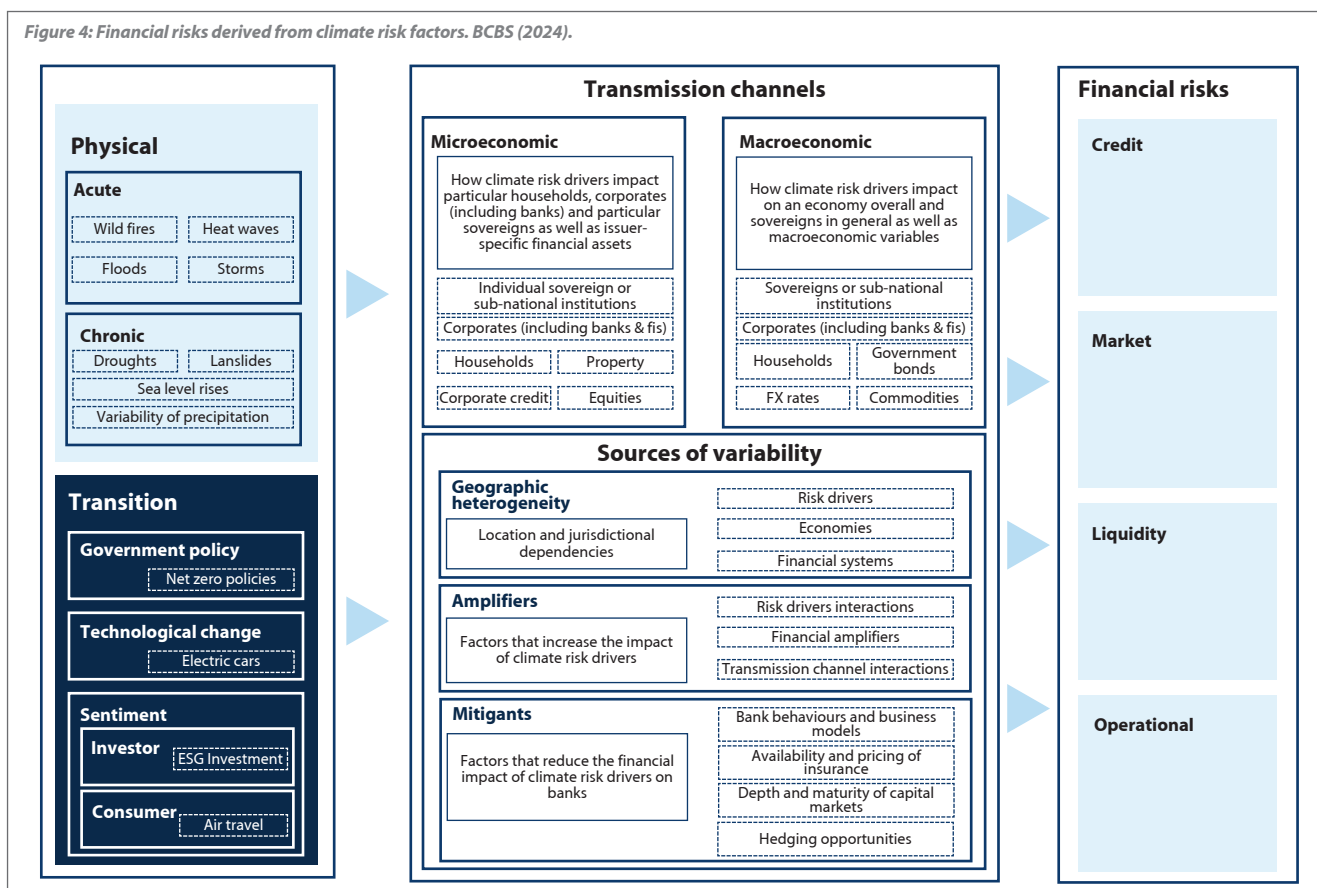 Figure 4: Financial risks derived from climate risk factors. BCBS (2024).
Physical
Acute
Wild fires
Heat waves
Floods
Storms
Chronic
Droughts
Lanslides
Sea level rises
Variability of precipitation
Transition
Government policy
Net zero policies
Technological change
Electric cars
Sentiment
Investor
ESG Investment
Consumer
Air travel
Transmission channels
Microeconomic
How climate risk drivers impact
particular households, corporates
(including banks) and particular
sovereigns as well as issuer-
specific financial assets
Individual sovereign or
sub-national institutions
Corporates (including banks & fis)
Households
Property
Corporate credit
Equities
Macroeconomic
How climate risk drivers impact
on an economy overall and
sovereigns in general as well as
macroeconomic variables
Sovereigns or sub-national
institutions
Corporates (including banks & fis)
Households
Government
bonds
FX rates
Commodities
Sources of variability
Geographic
heterogeneity
Location and jurisdictional
dependencies
Risk drivers
Economies
Financial systems
Amplifiers
Factors that increase the impact
of climate risk drivers
Risk drivers interactions
Financial amplifiers
Transmission channel interactions
Mitigants
Factors that reduce the financial
impact of climate risk drivers on
banks
Bank behaviours and business
models
Availability and pricing of
insurance
Depth and maturity of capital
markets
Hedging opportunities
Financial risks
Credit
Market
Liquidity
Operational